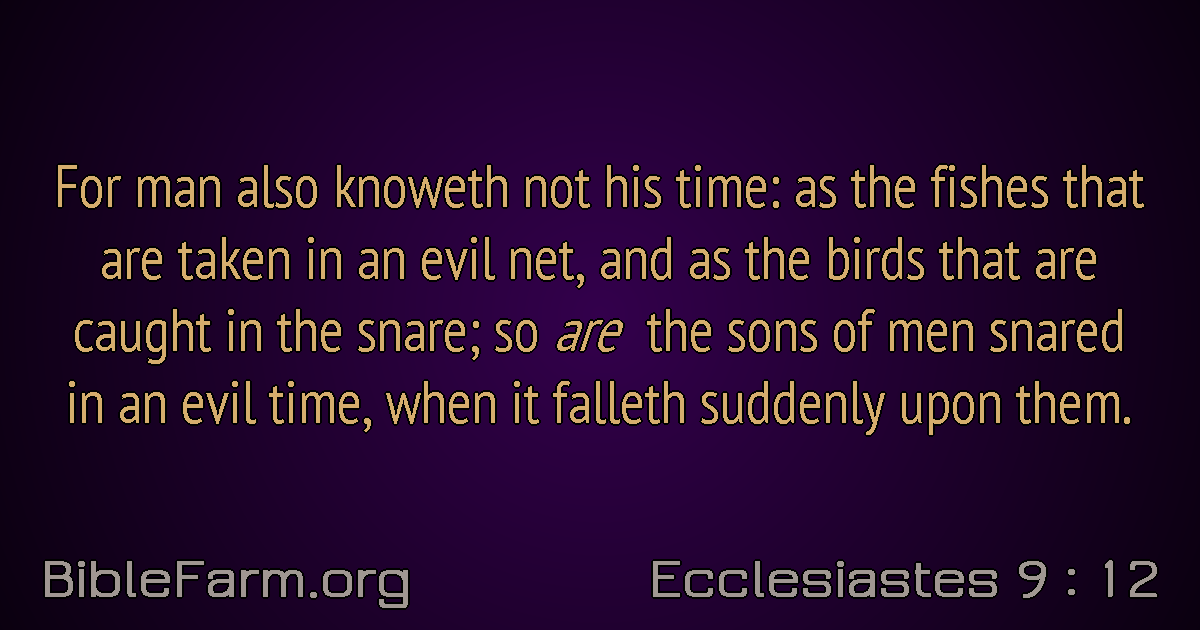 For man also knoweth not his time: as the fishes that
are taken in an evil net, and as the birds that are
caught in the snare; so are the sons of men snared
in an evil time, when it falleth suddenly upon them.
BibleFarm.org
Ecclesiastes 9 : 12